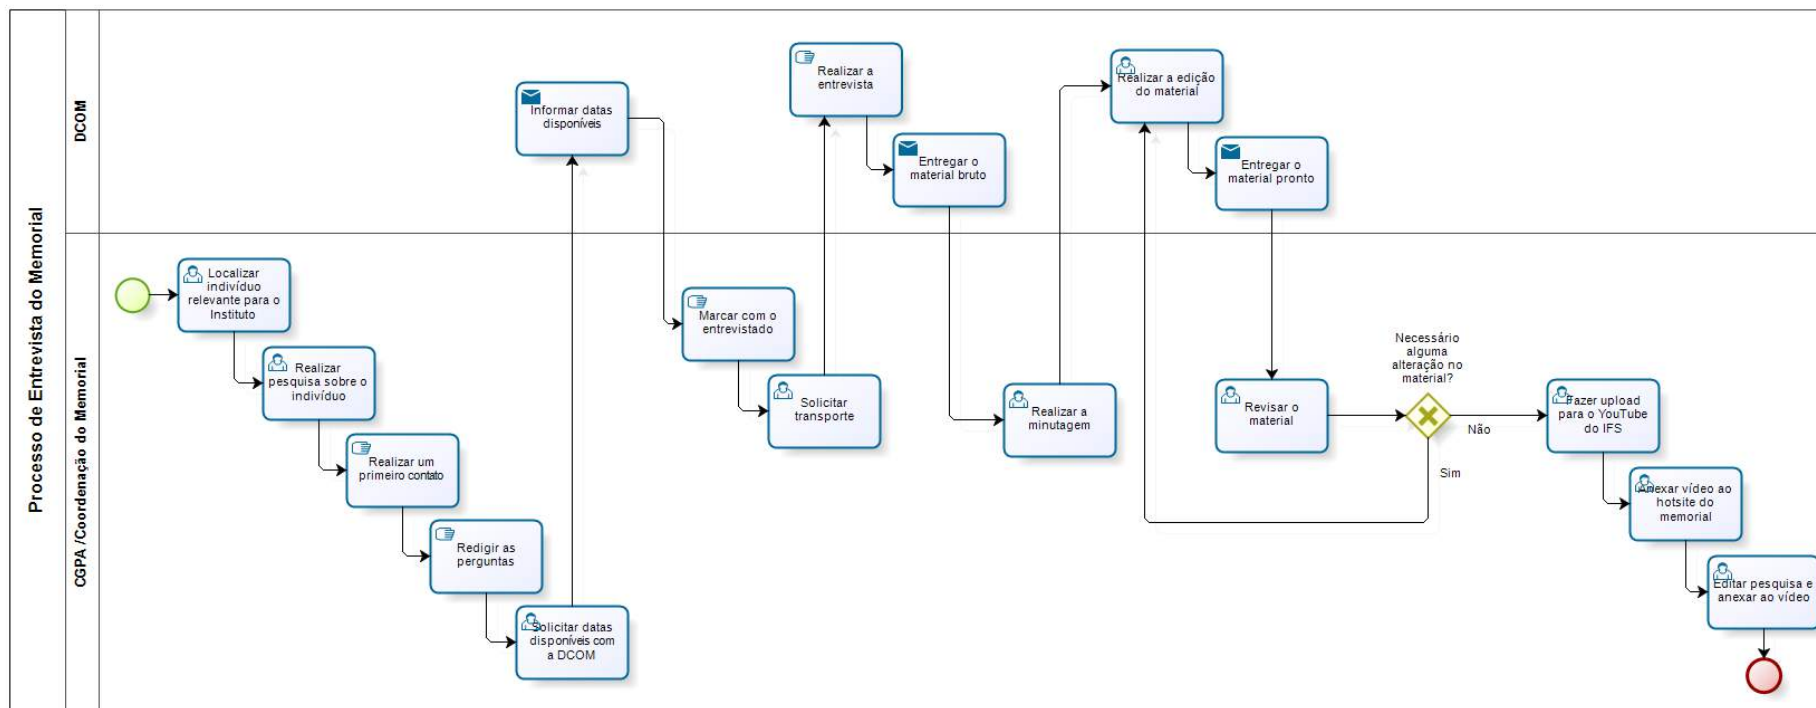 Processo de Entrevista do Memorial
DCOM
CGPA /Coordenação do Memorial
Localizar
indivíduo
relevante para o
Instituto
Realizar
pesquisa sobre o
indivíduo
Realizar um
primeiro contato
Redigir as
perguntas
Solicitar datas
disponíveis com
a DCOM
Informar datas
disponíveis
Marcar com o
entrevistado
Solicitar
transporte
Realizar a
entrevista
Entregar o
material bruto
Realizar a
minutagem
Realizar a edição
do material
Entregar o
material pronto
Revisar o
material
Necessário
alguma
alteração no
material?
Não
Sim
Fazer upload
para o YouTube
do IFS
Anexar vídeo ao
hotsite do
memorial
Editar pesquisa e
anexar ao vídeo